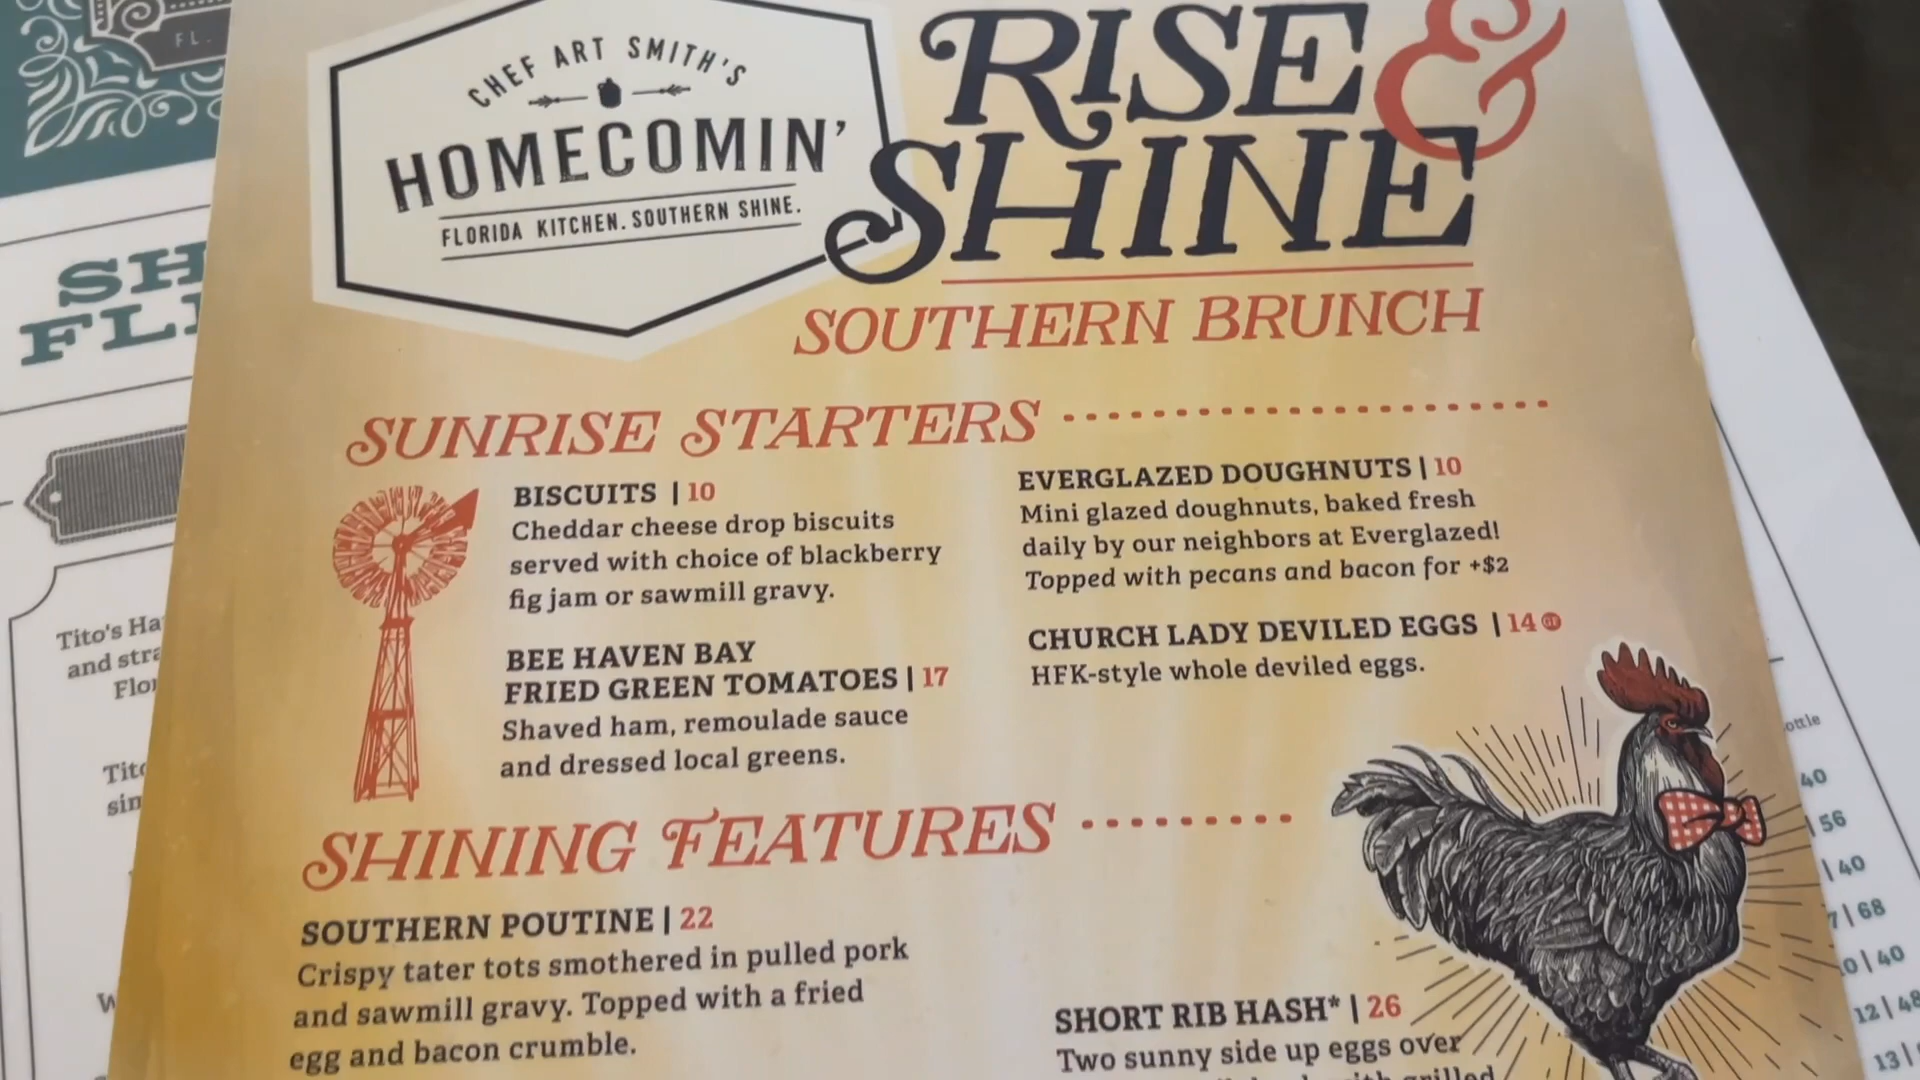 FL.
CHEF ART SMITH'S
HOMECOMIN'
FLORIDA KITCHEN. SOUTHERN SHINE.
RISE &
SHINE
SOUTHERN BRUNCH
SUNRISE STARTERS
BISCUITS | 10
Cheddar cheese drop biscuits
served with choice of blackberry
fig jam or sawmill gravy.
BEE HAVEN BAY
FRIED GREEN TOMATOES | 17
Shaved ham, remoulade sauce
and dressed local greens.
EVERGLAZED DOUGHNUTS | 10
Mini glazed doughnuts, baked fresh
daily by our neighbors at Everglazed!
Topped with pecans and bacon for +$2
CHURCH LADY DEVILED EGGS | 14
HFK-style whole deviled eggs.
SHINING FEATURES
SOUTHERN POUTINE | 22
Crispy tater tots smothered in pulled pork
and sawmill gravy. Topped with a fried
egg and bacon crumble.
SHORT RIB HASH* | 26
Two sunny side up eggs over
Tito's
and
40
| 56
| 40
7 | 68
0 | 40
12 | 48
13 |